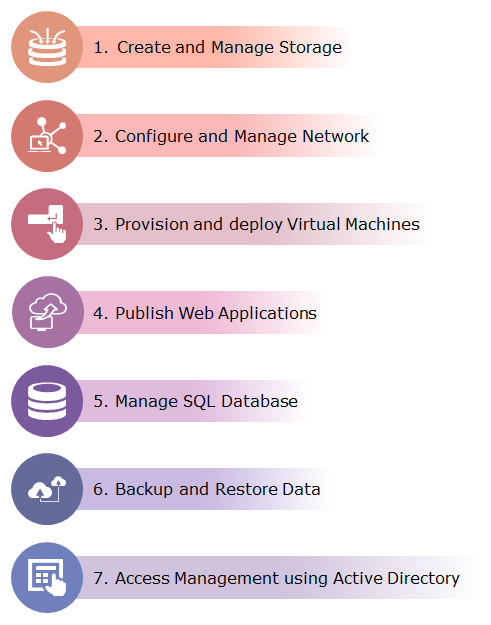 1. Create and Manage Storage
2. Configure and Manage Network
3. Provision and deploy Virtual Machines
4. Publish Web Applications
5. Manage SQL Database
6. Backup and Restore Data
7. Access Management using Active Directory